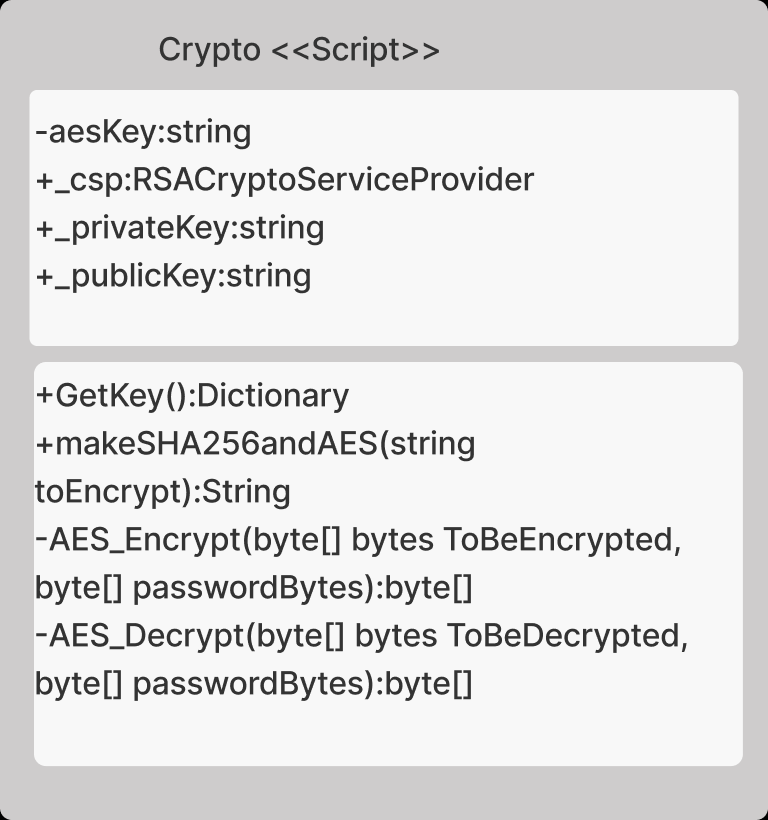 Crypto <<Script>>
-aesKey:string
+_csp:RSACryptoServiceProvider
+_privateKey:string
+_publicKey:string
+GetKey():Dictionary
+makeSHA256andAES(string
toEncrypt):String
-AES_Encrypt(byte[] bytes ToBeEncrypted,
byte[] passwordBytes):byte[]
-AES_Decrypt(byte[] bytes ToBeDecrypted,
byte[] passwordBytes):byte[]